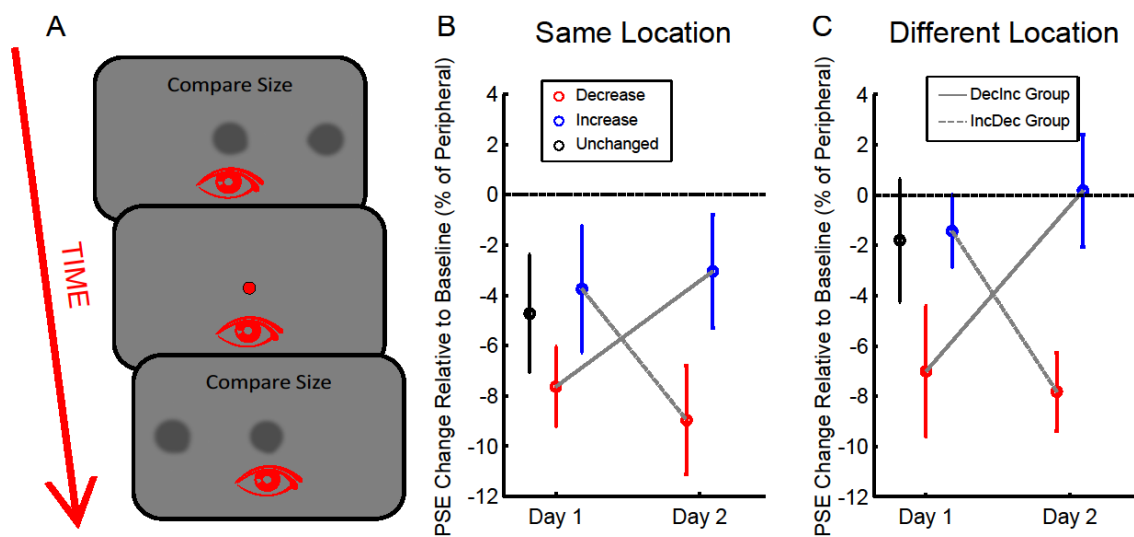 A
TIME
Compare Size
Compare Size
B
Same Location
PSE Change Relative to Baseline (% of Peripheral)
4
2
0
-2
-4
-6
-8
-10
-12
Decrease
Increase
Unchanged
Day 1 Day 2
C
Different Location
PSE Change Relative to Baseline (% of Peripheral)
4
2
0
-2
-4
-6
-8
-10
-12
DecInc Group
IncDec Group
Day 1 Day 2